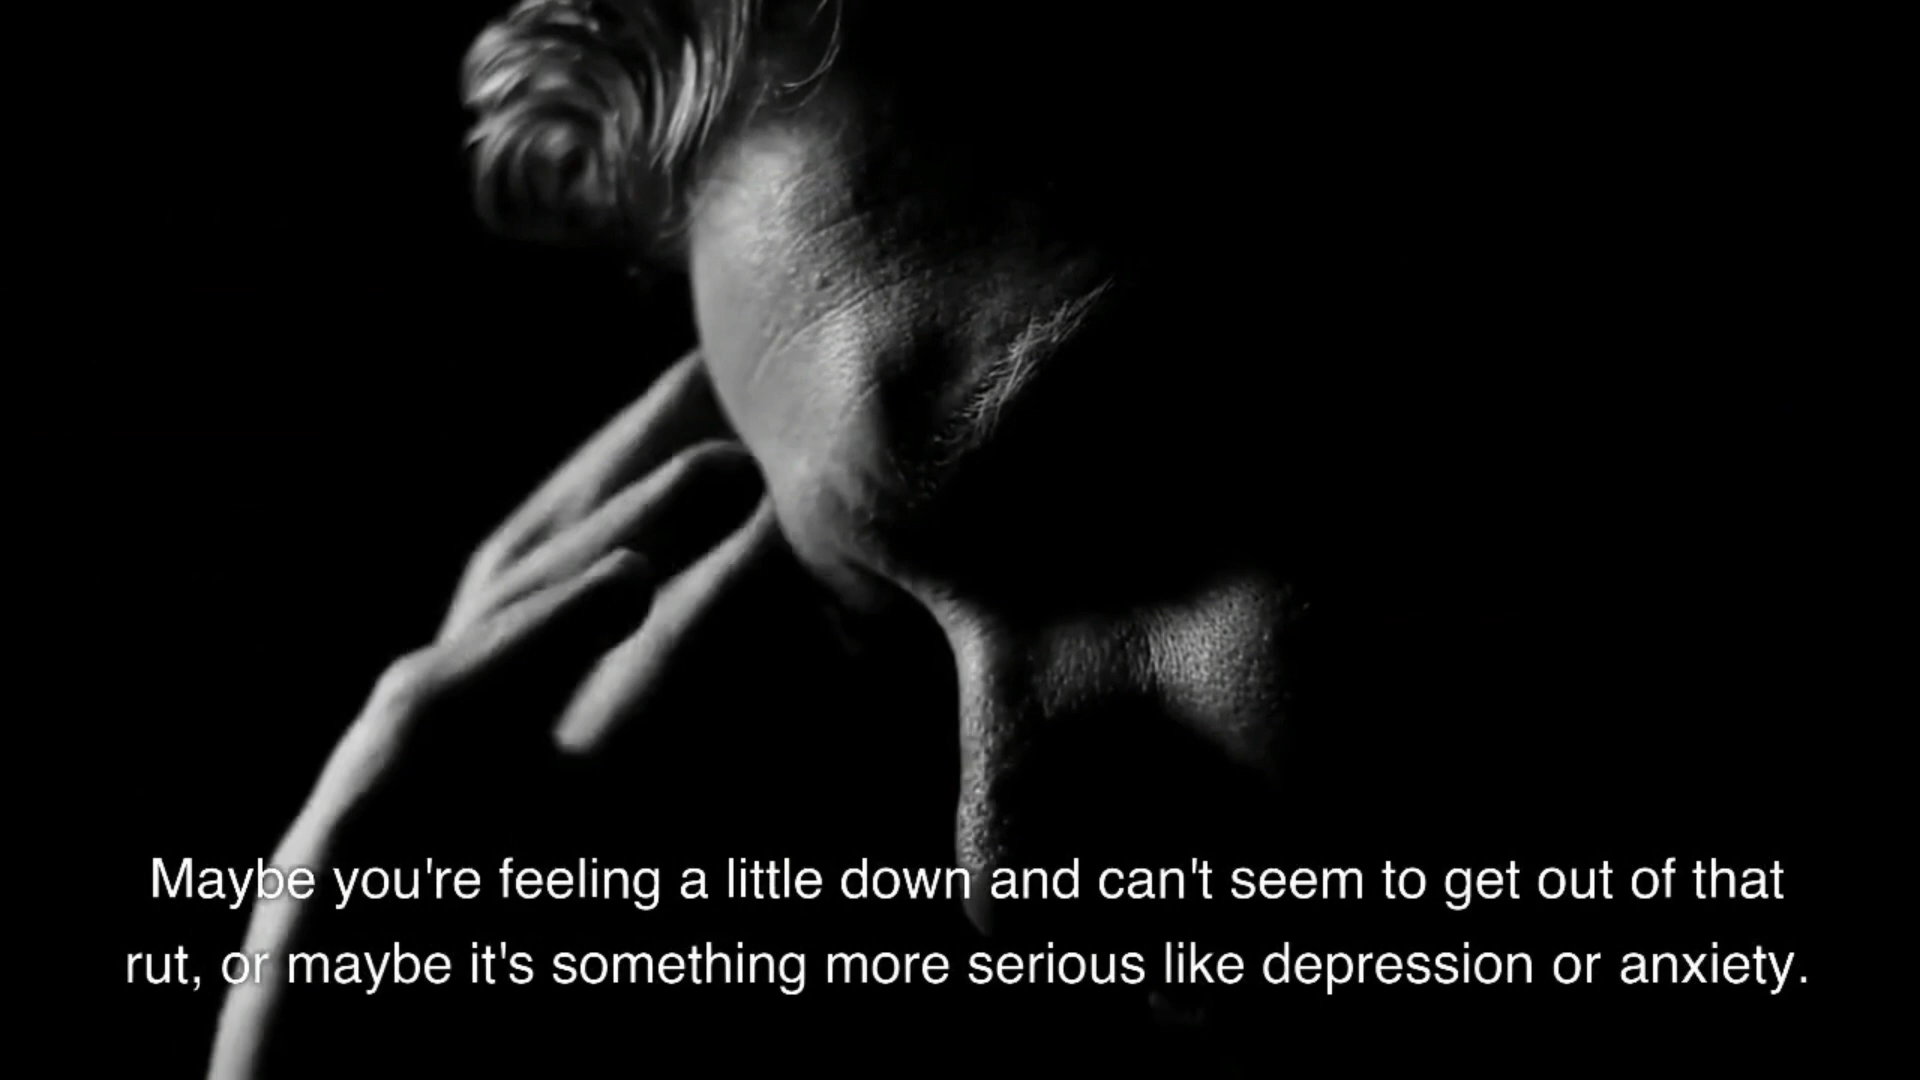 Maybe you're feeling a little down and can't seem to get out of that
rut, or maybe it's something more serious like depression or anxiety.